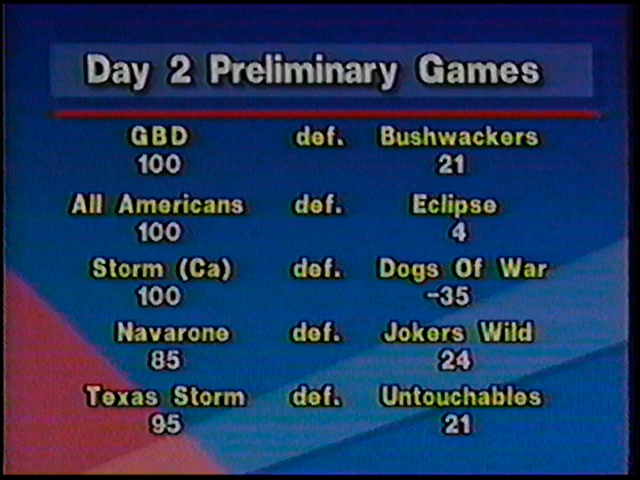 Day 2 Preliminary Games
GBD def. Bushwackers
100 21
All Americans def. Eclipse
100 4
Storm (Ca) def. Dogs Of War
100 -35
Navarone def. Jokers Wild
85 24
Texas Storm def. Untouchables
95 21